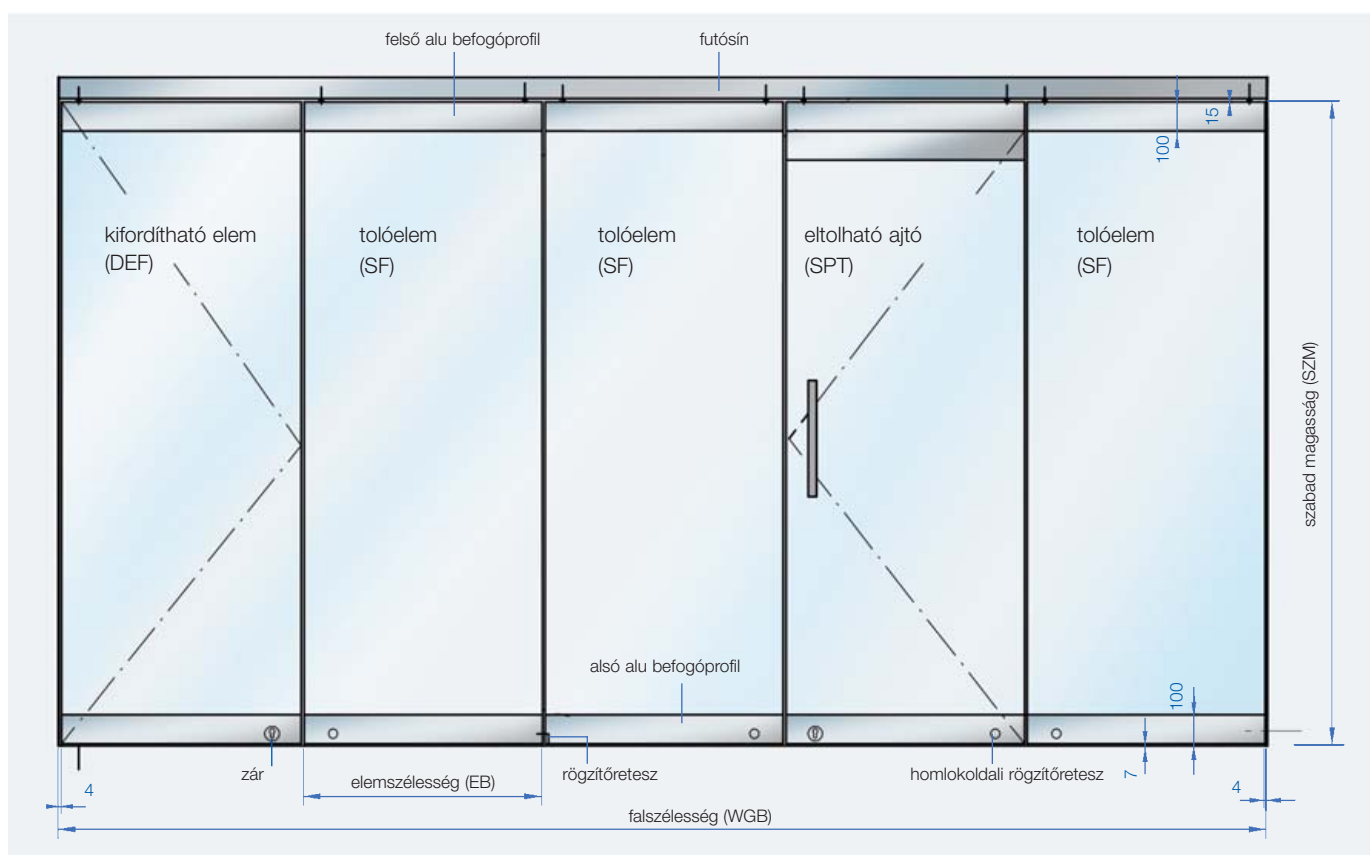 felső alu befogóprofil
futósín
15
100
kifordítható elem
(DEF)
tolóelem
(SF)
tolóelem
(SF)
eltolható ajtó
(SPT)
tolóelem
(SF)
szabad magasság (SZM)
alsó alu befogóprofil
100
zár
elemszélesség (EB)
rögzítőretesz
homlokoldali rögzítőretesz
7
4
4
falszélesség (WGB)